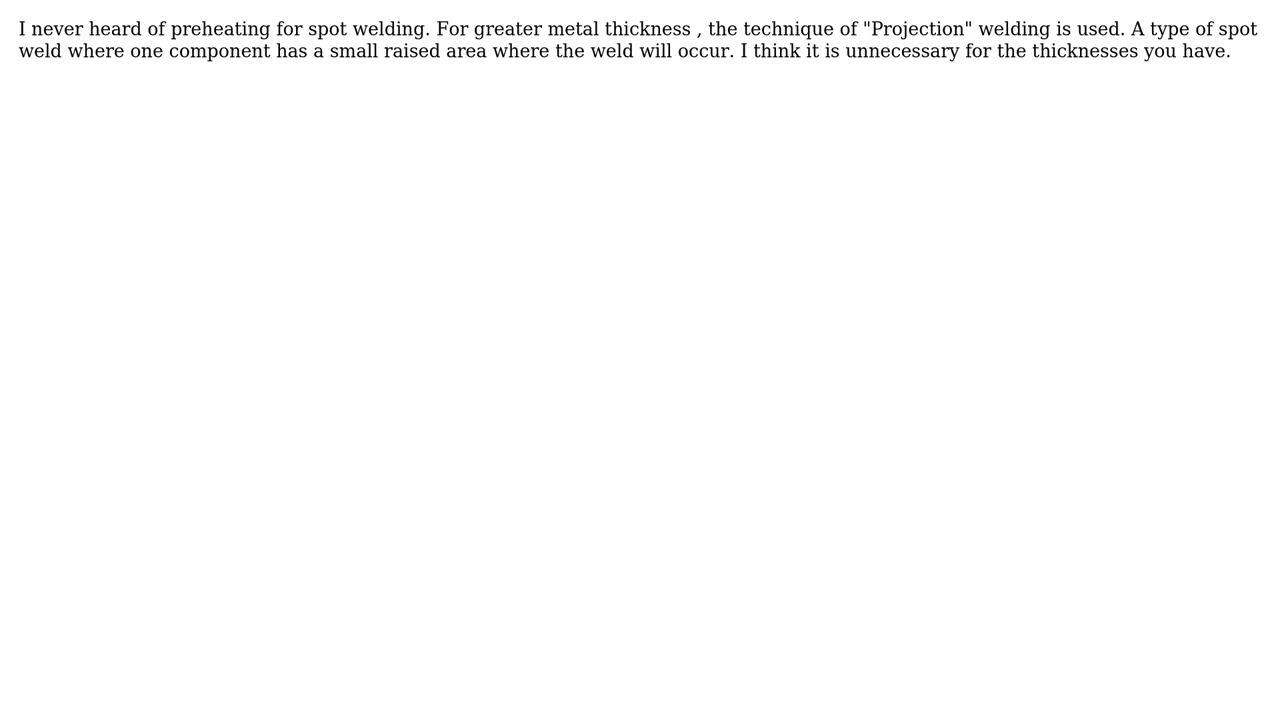 I never heard of preheating for spot welding. For greater metal thickness , the technique of "Projection" welding is used. A type of spot
weld where one component has a small raised area where the weld will occur. I think it is unnecessary for the thicknesses you have.